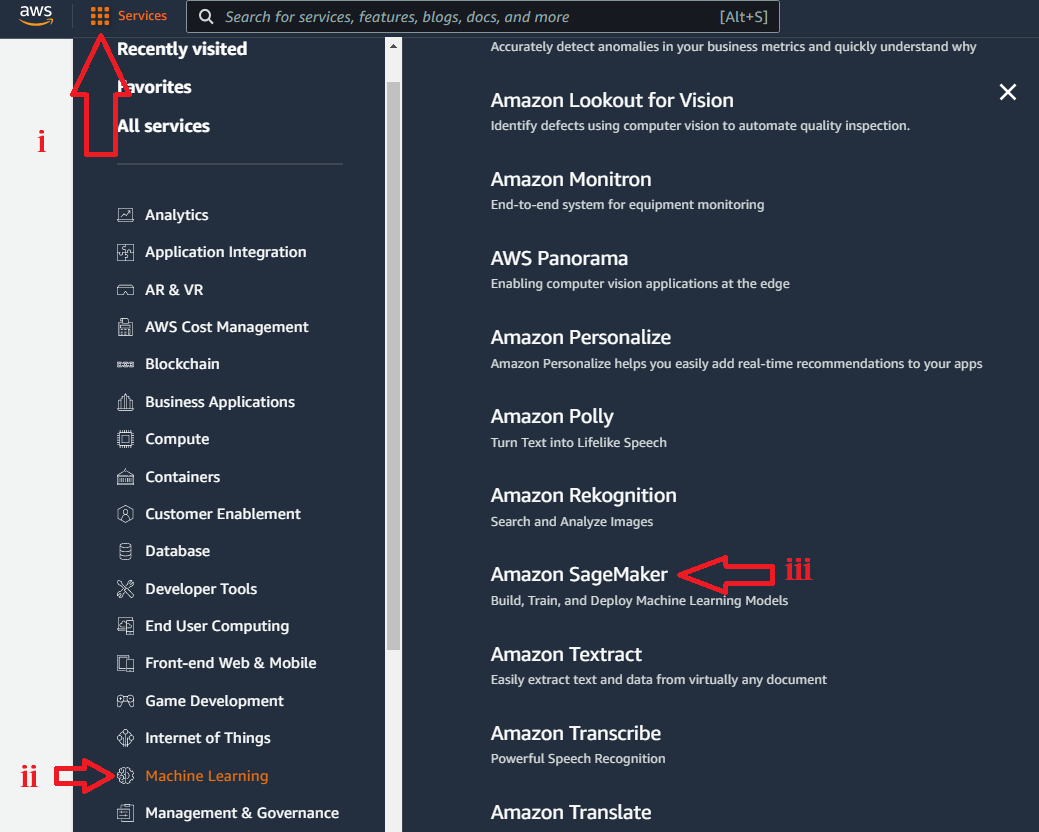 aws
Services
Search for services, features, blogs, docs, and more [Alt+S]
i
Recently visited
Favorites
All services
Analytics
Application Integration
AR & VR
AWS Cost Management
Blockchain
Business Applications
Compute
Containers
Customer Enablement
Database
Developer Tools
End User Computing
Front-end Web & Mobile
Game Development
Internet of Things
ii
Machine Learning
Management & Governance
Accurately detect anomalies in your business metrics and quickly understand why
Amazon Lookout for Vision
Identify defects using computer vision to automate quality inspection.
Amazon Monitron
End-to-end system for equipment monitoring
AWS Panorama
Enabling computer vision applications at the edge
Amazon Personalize
Amazon Personalize helps you easily add real-time recommendations to your apps
Amazon Polly
Turn Text into Lifelike Speech
Amazon Rekognition
Search and Analyze Images
Amazon SageMaker
iii
Build, Train, and Deploy Machine Learning Models
Amazon Textract
Easily extract text and data from virtually any document
Amazon Transcribe
Powerful Speech Recognition
Amazon Translate